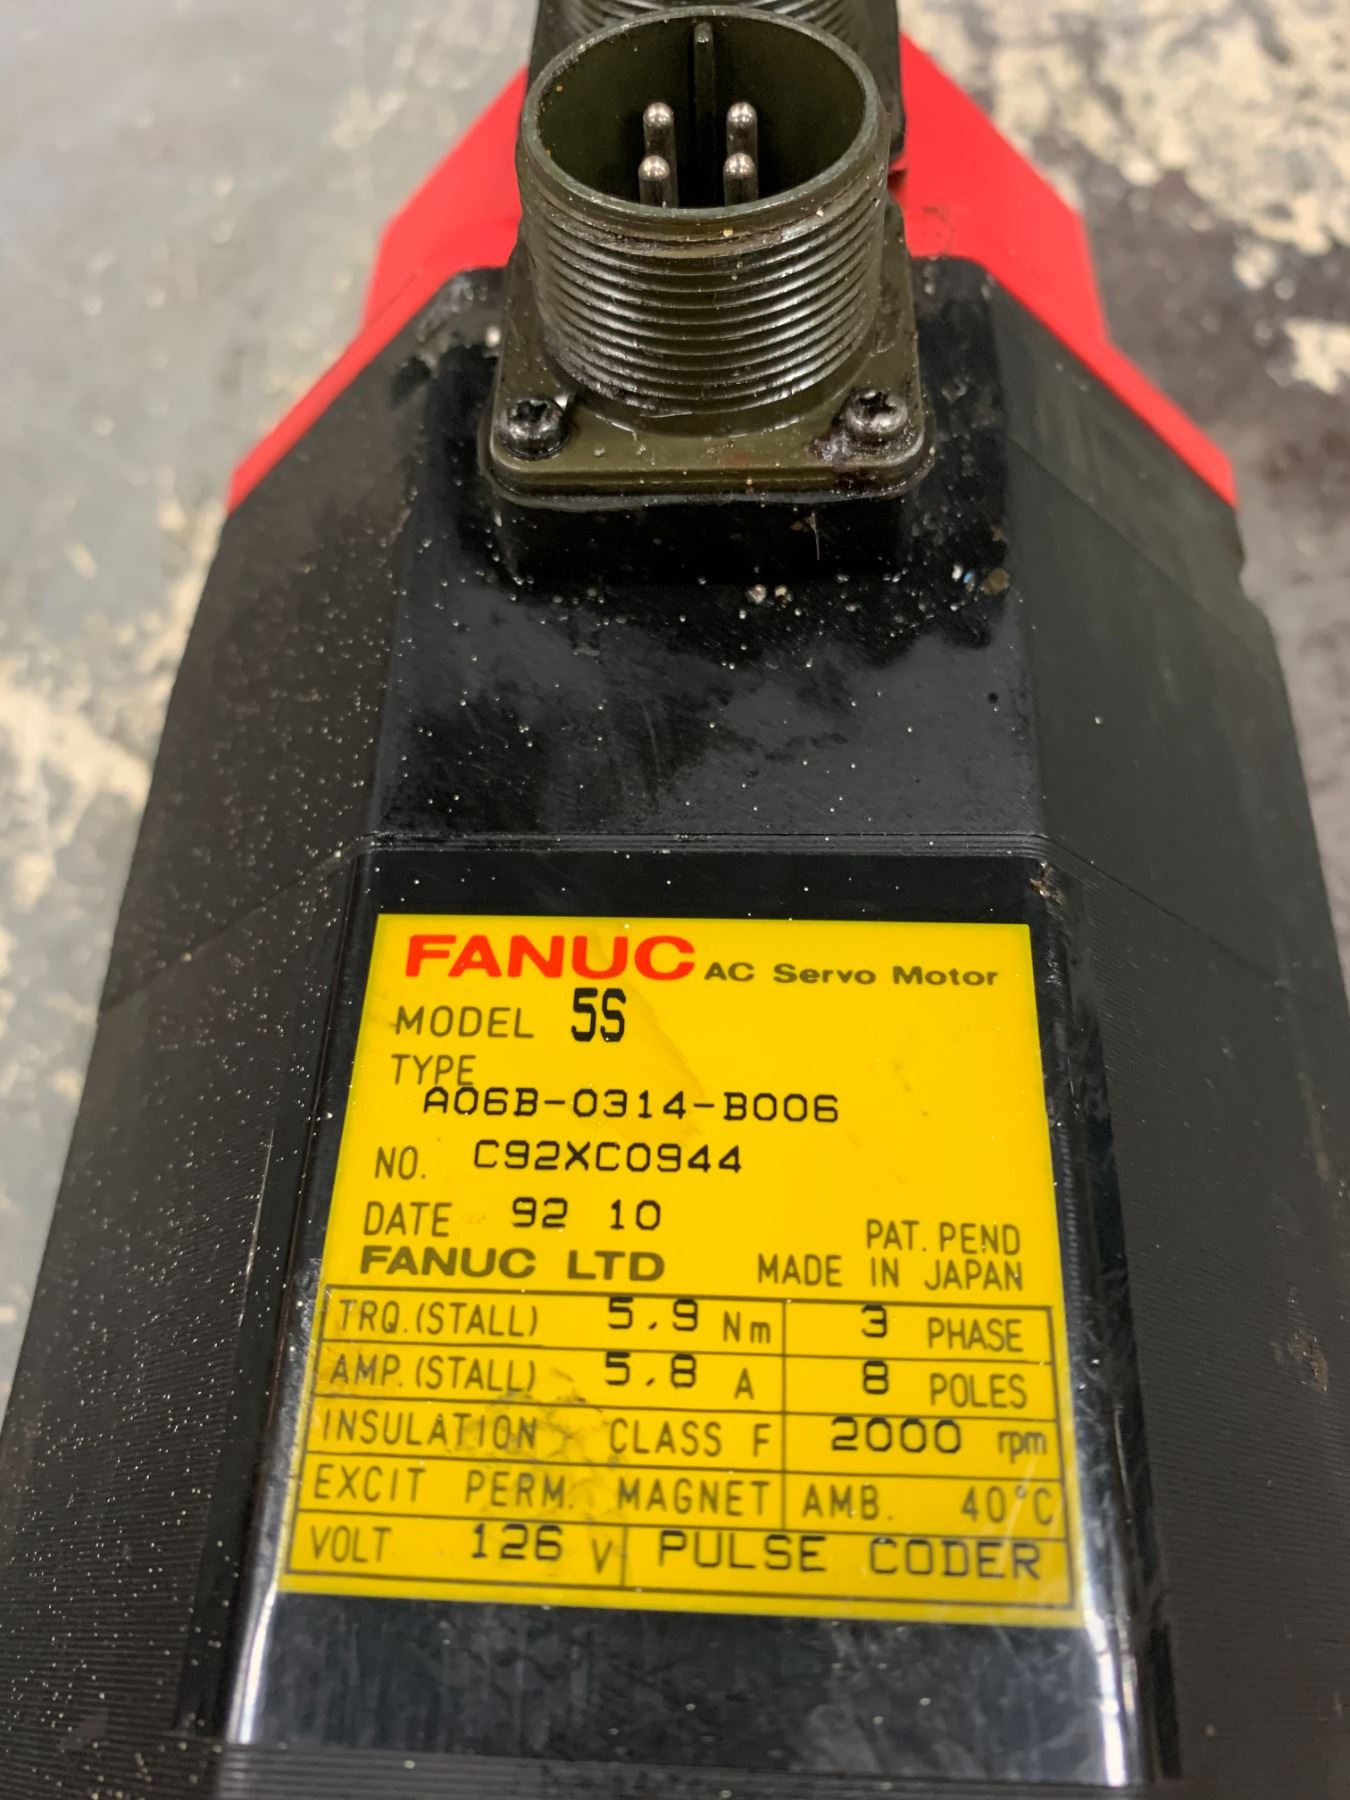 FANUC AC Servo Motor
MODEL 5S
TYPE
A06B-0314-B006
NO. C92XC0944
DATE 92 10
PAT. PEND
FANUC LTD MADE IN JAPAN
TRQ.(STALL) 5.9 Nm 3 PHASE
AMP.(STALL) 5.8 A 8 POLES
INSULATION CLASS F 2000 rpm
EXCIT PERM. MAGNET AMB. 40°C
VOLT 126 V PULSE CODER